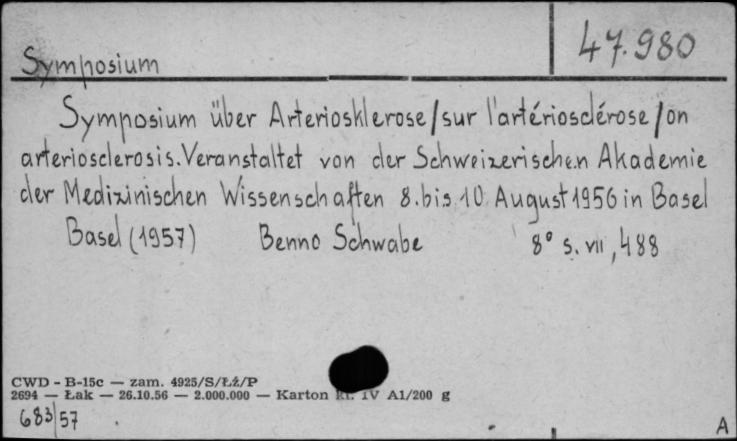 47.980
Symposium
Symposium über Arteriosklerose/sur l'artériosclérose/on
arteriosclerosis. Veranstaltet von der Schweizerischen Akademie
der Medizinischen Wissenschaften 8. bis 10 August 1956 in Basel
Basel (1957) Benno Schwabe 8° s. VII, 488
CWD - B-15c — zam. 4925/S/Łż/P
2694 — Łak — 26.10.56 — 2.000.000 — Karton kl. IV A1/200 g
683/57
A